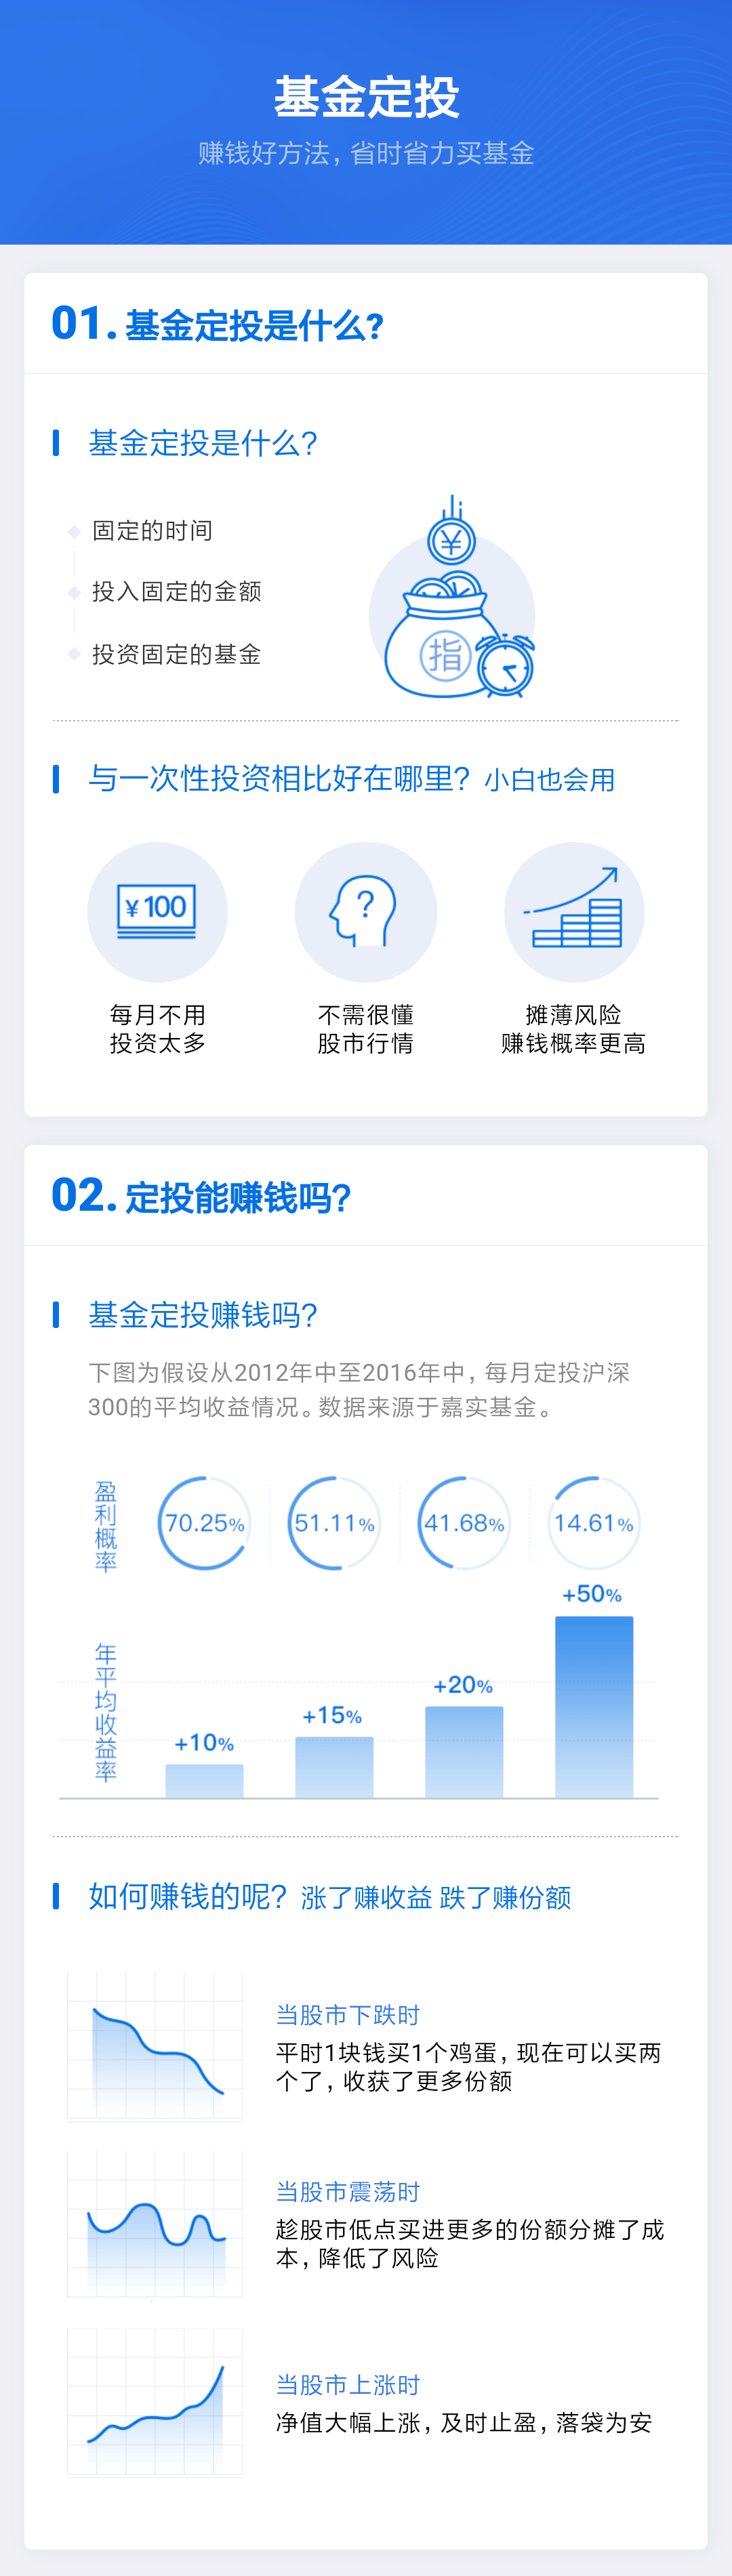 基金定投
赚钱好方法，省时省力买基金
01.基金定投是什么?
基金定投是什么?
固定的时间
投入固定的金额
投资固定的基金
¥
指
与一次性投资相比好在哪里? 小白也会用
¥100
?
每月不用
投资太多
不需很懂
股市行情
摊薄风险
赚钱概率更高
02.定投能赚钱吗?
基金定投赚钱吗?
下图为假设从2012年中至2016年中，每月定投沪深
300的平均收益情况。数据来源于嘉实基金。
盈利概率
70.25%
51.11%
41.68%
14.61%
年平均收益率
+10%
+15%
+20%
+50%
如何赚钱的呢? 涨了赚收益 跌了赚份额
当股市下跌时
平时1块钱买1个鸡蛋，现在可以买两
个了，收获了更多份额
当股市震荡时
趁股市低点买进更多的份额分摊了成
本，降低了风险
当股市上涨时
净值大幅上涨，及时止盈，落袋为安